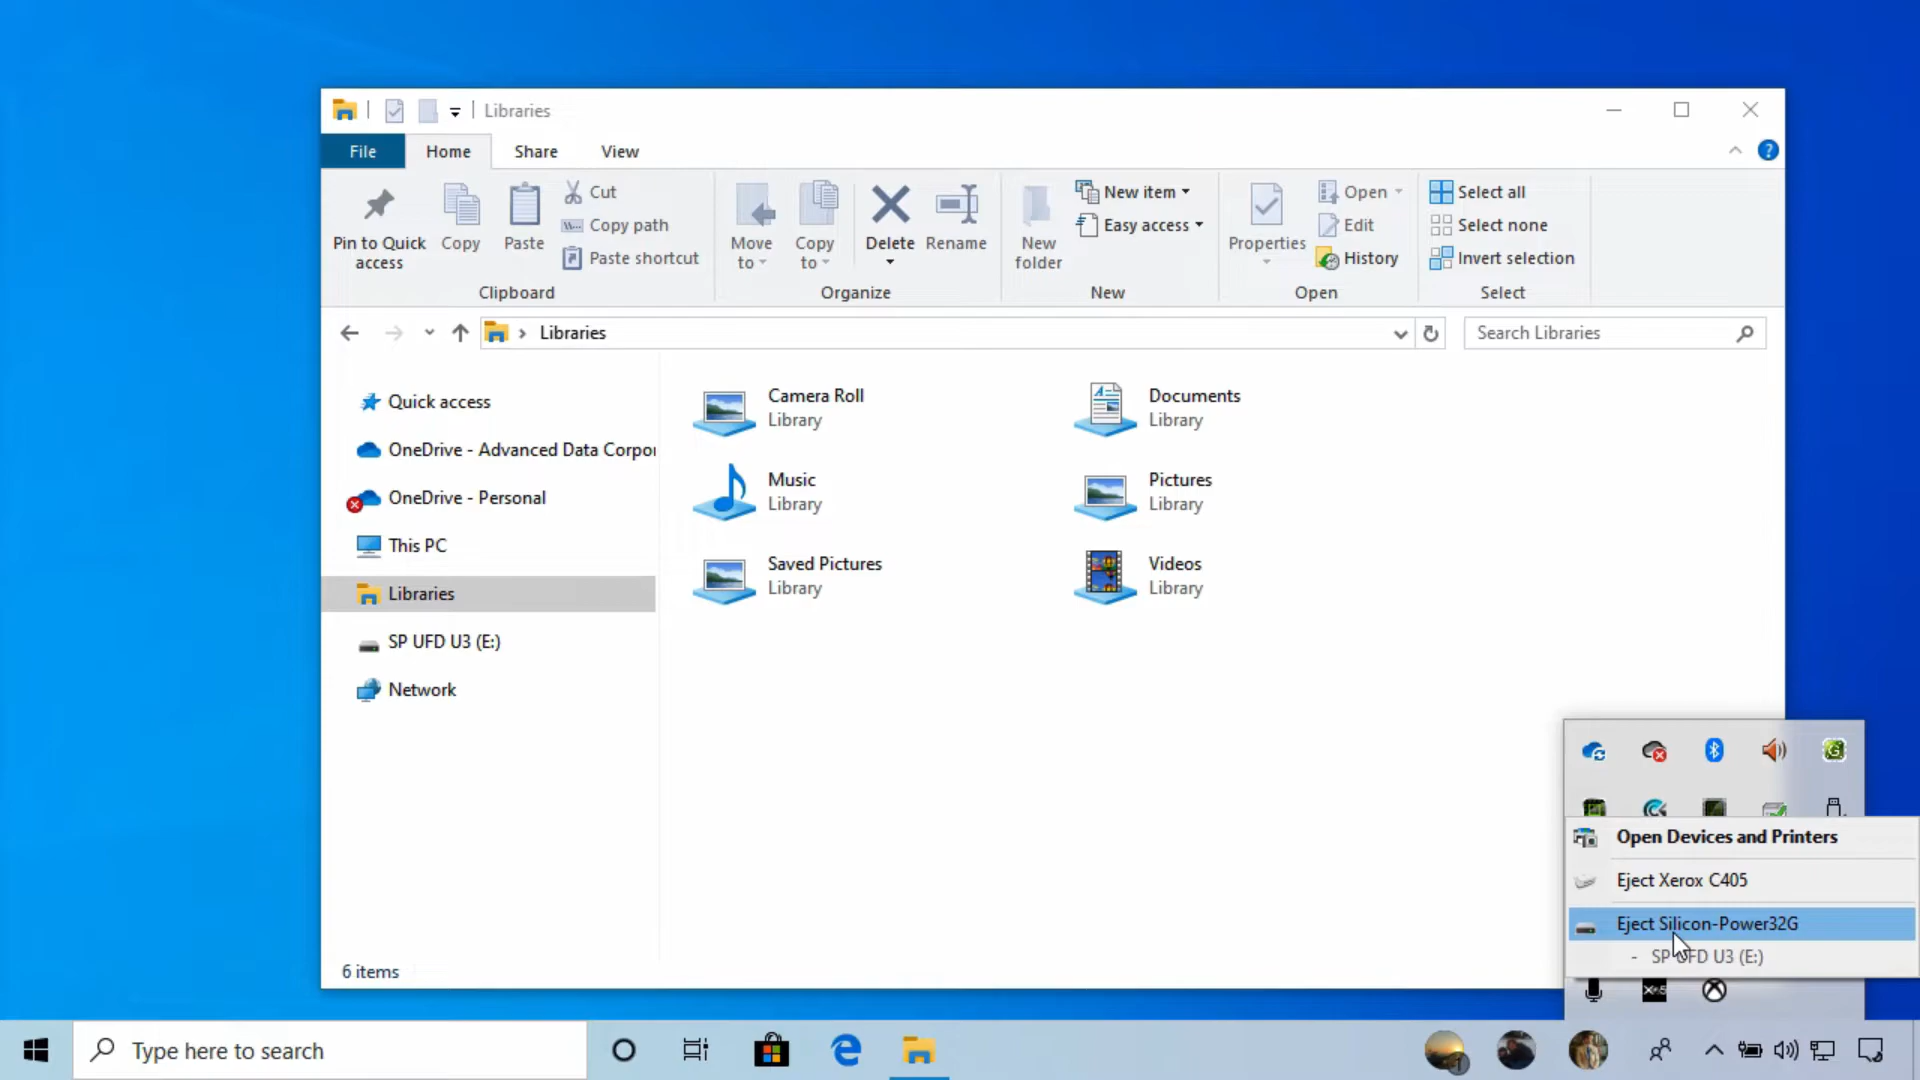 Libraries
File Home Share View
Pin to Quick access
Copy
Paste
Cut
Copy path
Paste shortcut
Clipboard
Move to
Copy to
Delete
Rename
Organize
New folder
New item
Easy access
New
Properties
Open
Edit
History
Open
Select all
Select none
Invert selection
Select
Libraries
Search Libraries
Quick access
OneDrive - Advanced Data Corpor
OneDrive - Personal
This PC
Libraries
SP UFD U3 (E:)
Network
Camera Roll
Library
Documents
Library
Music
Library
Pictures
Library
Saved Pictures
Library
Videos
Library
6 items
Open Devices and Printers
Eject Xerox C405
Eject Silicon-Power32G
- SP UFD U3 (E:)
Type here to search